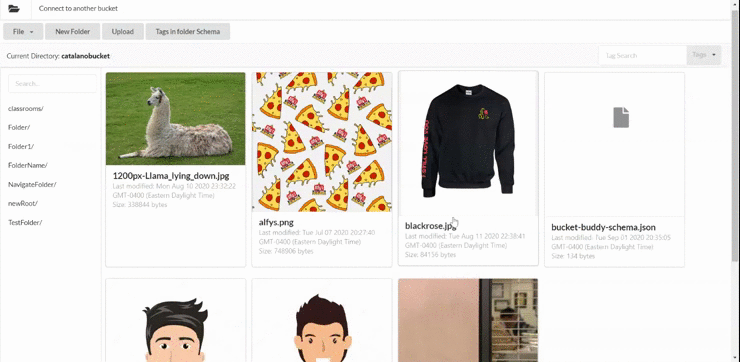 Connect to another bucket
File
New Folder
Upload
Tags in folder Schema
Current Directory: catalanobucket
Tag Search
Tags
Search...
classrooms/
Folder/
Folder1/
FolderName/
NavigateFolder/
newRoot/
TestFolder/
1200px-Llama_lying_down.jpg
Last modified: Mon Aug 10 2020 23:32:22
GMT-0400 (Eastern Daylight Time)
Size: 338844 bytes
alfys.png
Last modified: Tue Jul 07 2020 20:27:40
GMT-0400 (Eastern Daylight Time)
Size: 748906 bytes
blackrose.jpg
Last modified: Tue Aug 11 2020 22:38:41
GMT-0400 (Eastern Daylight Time)
Size: 84156 bytes
bucket-buddy-schema.json
Last modified: Tue Sep 01 2020 20:35:05
GMT-0400 (Eastern Daylight Time)
Size: 134 bytes